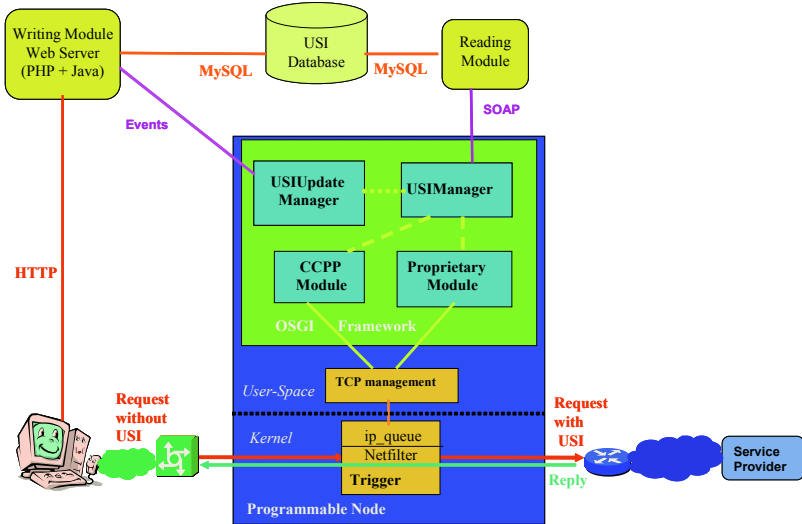 Writing Module
Web Server
(PHP + Java)
USI
Database
Reading
Module
MySQL
MySQL
Events
SOAP
USIUpdate
Manager
USIManager
HTTP
CCPP
Module
Proprietary
Module
OSGI Framework
TCP management
User-Space
Request
without
USI
Kernel
ip_queue
Netfilter
Trigger
Request
with
USI
Reply
Service
Provider
Programmable Node